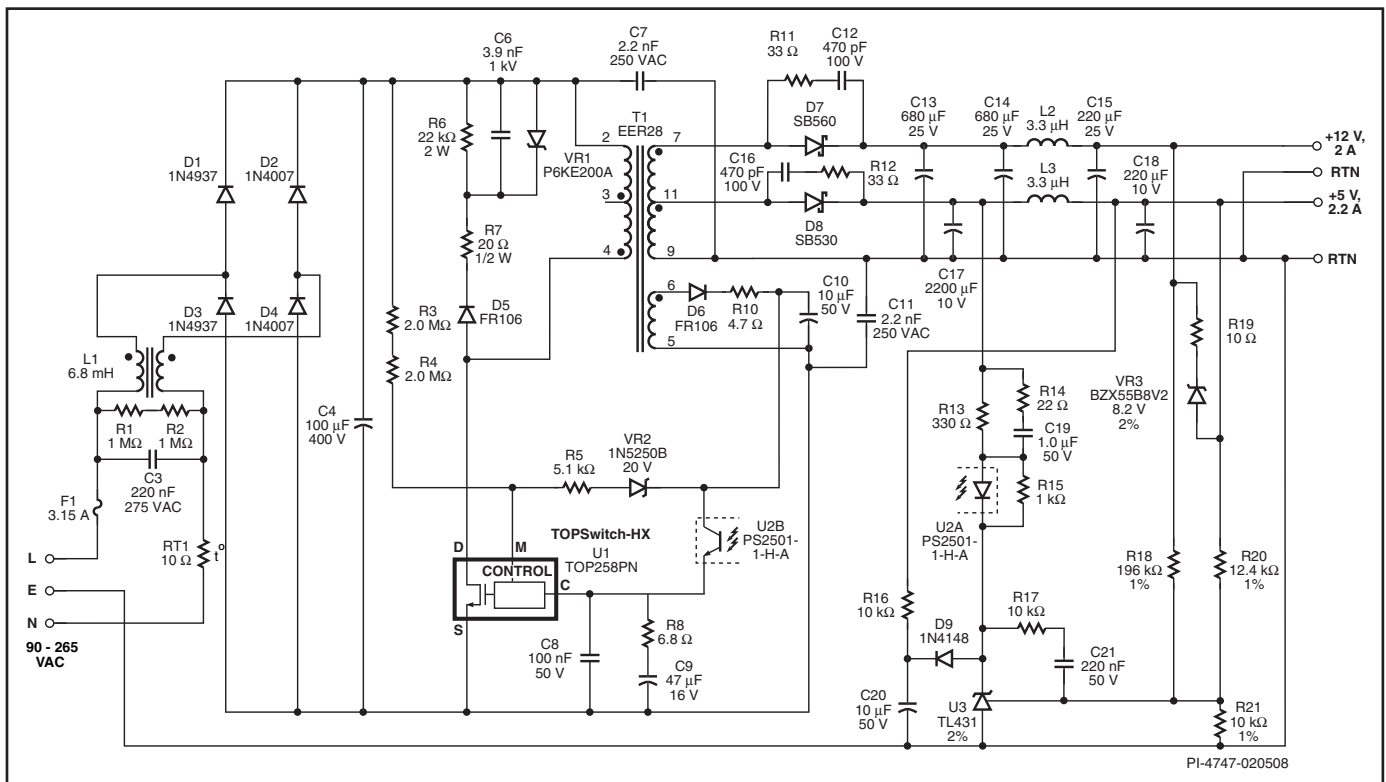 C6
3.9 nF
1 kV
C7
2.2 nF
250 VAC
R11
33 Ω
C12
470 pF
100 V
D7
SB560
C13
680 µF
25 V
C14
680 µF
25 V
L2
3.3 µH
C15
220 µF
25 V
+12 V,
2 A
RTN
+5 V,
2.2 A
RTN
R6
22 kΩ
2 W
VR1
P6KE200A
T1
EER28
2
3
4
7
11
9
6
5
C16
470 pF
100 V
R12
33 Ω
D8
SB530
L3
3.3 µH
C18
220 µF
10 V
D1
1N4937
D2
1N4007
D3
1N4937
D4
1N4007
R7
20 Ω
1/2 W
D5
FR106
R3
2.0 MΩ
R4
2.0 MΩ
D6
FR106
R10
4.7 Ω
C10
10 µF
50 V
C11
2.2 nF
250 VAC
C17
2200 µF
10 V
R19
10 Ω
VR3
BZX55B8V2
8.2 V
2%
L1
6.8 mH
R1
1 MΩ
R2
1 MΩ
C3
220 nF
275 VAC
C4
100 µF
400 V
F1
3.15 A
RT1
10 Ω
t°
L
E
N
90 - 265
VAC
R5
5.1 kΩ
VR2
1N5250B
20 V
R13
330 Ω
R14
22 Ω
C19
1.0 µF
50 V
R15
1 kΩ
U2A
PS2501-
1-H-A
U2B
PS2501-
1-H-A
TOPSwitch-HX
U1
TOP258PN
D
M
CONTROL
C
S
C8
100 nF
50 V
R8
6.8 Ω
C9
47 µF
16 V
R16
10 kΩ
D9
1N4148
R17
10 kΩ
C21
220 nF
50 V
R18
196 kΩ
1%
R20
12.4 kΩ
1%
C20
10 µF
50 V
U3
TL431
2%
R21
10 kΩ
1%
PI-4747-020508